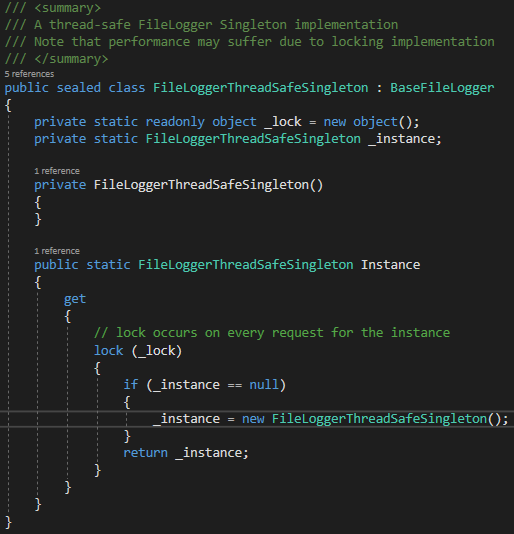 /// <summary>
/// A thread-safe FileLogger Singleton implementation
/// Note that performance may suffer due to locking implementation
/// </summary>
5 references
public sealed class FileLoggerThreadSafeSingleton : BaseFileLogger
{
    private static readonly object _lock = new object();
    private static FileLoggerThreadSafeSingleton _instance;
    1 reference
    private FileLoggerThreadSafeSingleton()
    {
    }
    1 reference
    public static FileLoggerThreadSafeSingleton Instance
    {
        get
        {
            // lock occurs on every request for the instance
            lock (_lock)
            {
                if (_instance == null)
                {
                    _instance = new FileLoggerThreadSafeSingleton();
                }
                return _instance;
            }
        }
    }
}